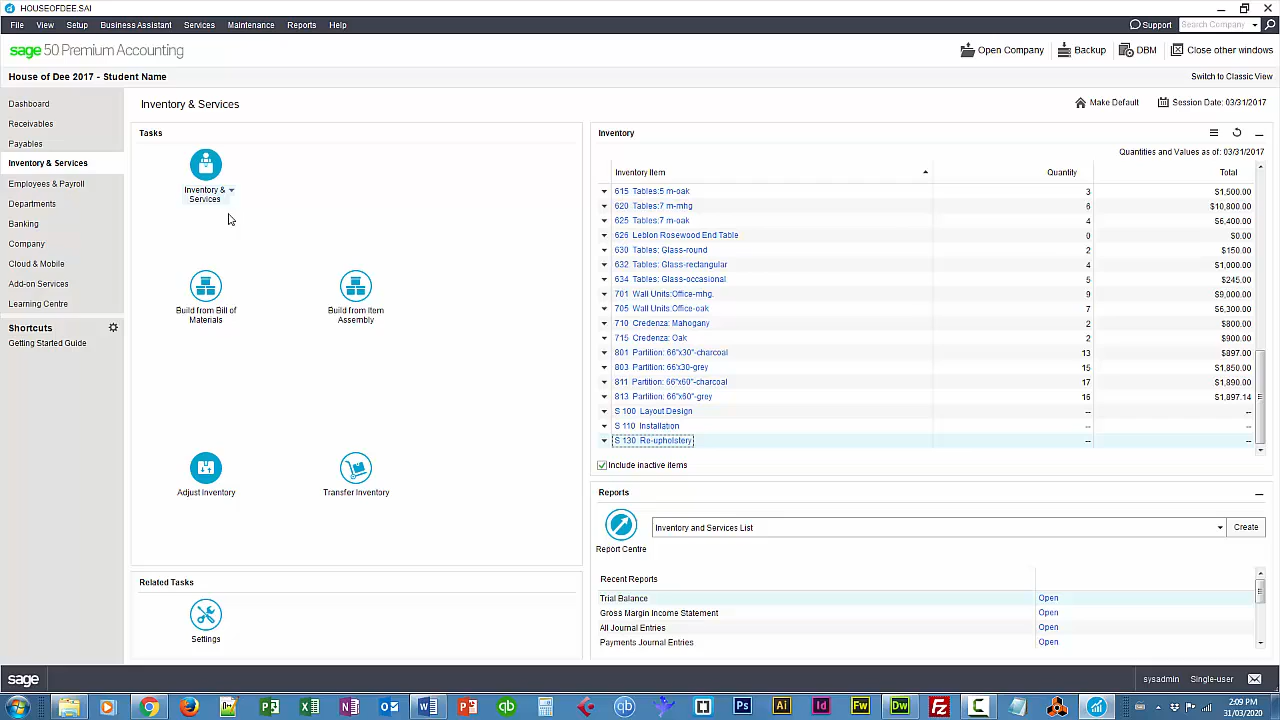 HOUSEOFDEE.SAI
File View Setup Business Assistant Services Maintenance Reports Help
Support Search Company
sage 50 Premium Accounting
Open Company Backup DBM Close other windows
House of Dee 2017 - Student Name
Switch to Classic View
Dashboard
Receivables
Payables
Inventory & Services
Employees & Payroll
Departments
Banking
Company
Cloud & Mobile
Add-on Services
Learning Centre
Shortcuts
Getting Started Guide
Inventory & Services
Make Default Session Date: 03/31/2017
Tasks
Inventory &
Services
Build from Bill of
Materials
Build from Item
Assembly
Adjust Inventory
Transfer Inventory
Related Tasks
Settings
Inventory
Quantities and Values as of: 03/31/2017
Inventory Item Quantity Total
615 Tables:5 m-oak 3 $1,500.00
620 Tables:7 m-mhg 6 $10,800.00
625 Tables:7 m-oak 4 $6,400.00
626 Leblon Rosewood End Table 0 $0.00
630 Tables: Glass-round 2 $150.00
632 Tables: Glass-rectangular 4 $1,000.00
634 Tables: Glass-occasional 5 $245.00
701 Wall Units:Office-mhg. 9 $9,000.00
705 Wall Units:Office-oak 7 $6,300.00
710 Credenza: Mahogany 2 $800.00
715 Credenza: Oak 2 $900.00
801 Partition: 66"x30"-charcoal 13 $897.00
803 Partition: 66'x30-grey 15 $1,850.00
811 Partition: 66"x60"-charcoal 17 $1,890.00
813 Partition: 66"x60"-grey 16 $1,897.14
S 100 Layout Design -- --
S 110 Installation -- --
S 130 Re-upholstery -- --
Include inactive items
Reports
Report Centre
Inventory and Services List Create
Recent Reports
Trial Balance Open
Gross Margin Income Statement Open
All Journal Entries Open
Payments Journal Entries Open
sage
sysadmin Single-user
2:09 PM
31/03/2020